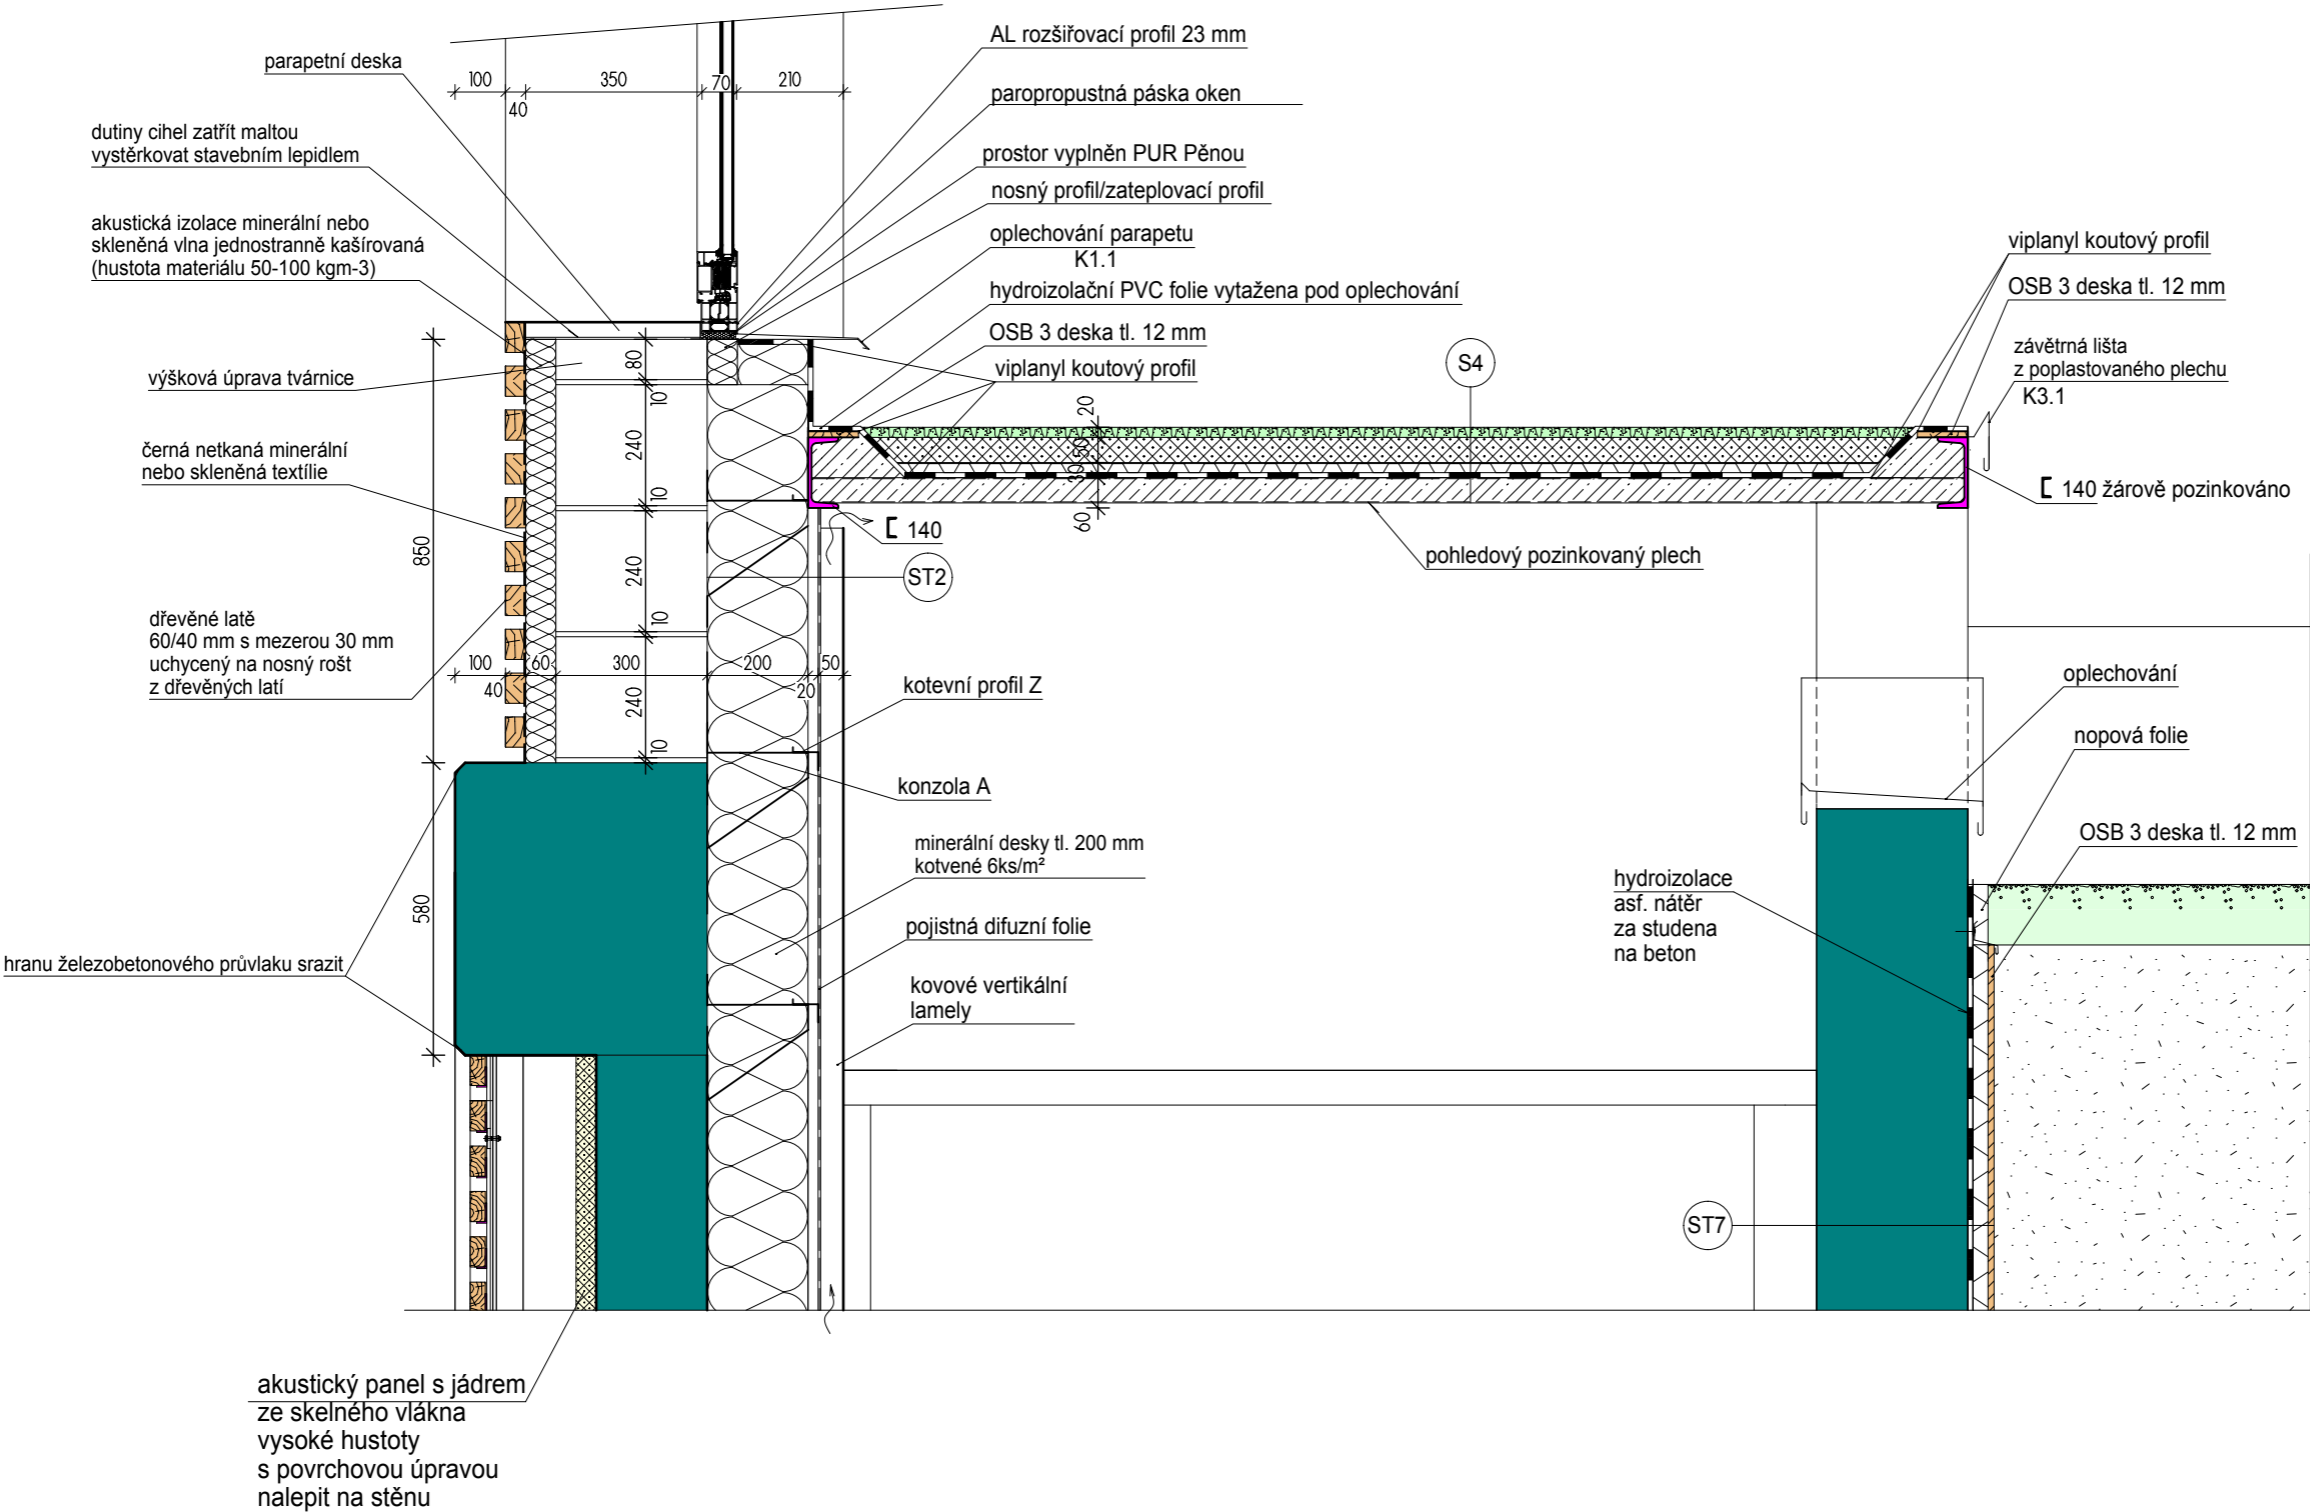 AL rozšiřovací profil 23 mm
parapetní deska
100
350
70
210
40
paropropustná páska oken
dutiny cihel zatřít maltou
vystěrkovat stavebním lepidlem
prostor vyplněn PUR Pěnou
nosný profil/zateplovací profil
akustická izolace minerální nebo
skleněná vlna jednostranně kašírovaná
(hustota materiálu 50-100 kgm-3)
oplechování parapetu
K1.1
viplanyl koutový profil
hydroizolační PVC folie vytažena pod oplechování
OSB 3 deska tl. 12 mm
OSB 3 deska tl. 12 mm
závětrná lišta
z poplastovaného plechu
K3.1
výšková úprava tvárnice
80
viplanyl koutový profil
S4
10
20
240
50
30
60
černá netkaná minerální
nebo skleněná textílie
10
140 žárově pozinkováno
140
850
240
ST2
pohledový pozinkovaný plech
dřevěné latě
60/40 mm s mezerou 30 mm
uchycený na nosný rošt
z dřevěných latí
10
100
60
300
200
50
40
20
240
10
kotevní profil Z
oplechování
nopová folie
konzola A
minerální desky tl. 200 mm
kotvené 6ks/m²
OSB 3 deska tl. 12 mm
580
hydroizolace
asf. nátěr
za studena
na beton
pojistná difuzní folie
hranu železobetonového průvlaku srazit
kovové vertikální
lamely
ST7
akustický panel s jádrem
ze skelného vlákna
vysoké hustoty
s povrchovou úpravou
nalepit na stěnu